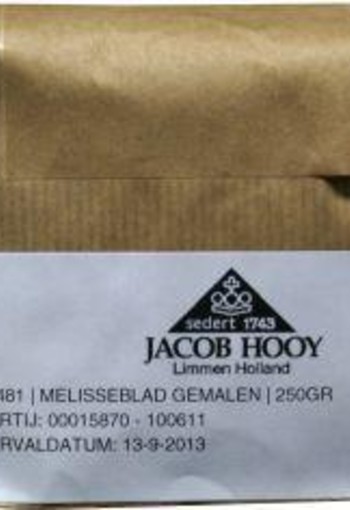 sedert 1743
JACOB HOOY
Limmen Holland
481 | MELISSEBLAD GEMALEN | 250GR
RTIJ: 00015870 - 100611
RVALDATUM: 13-9-2013